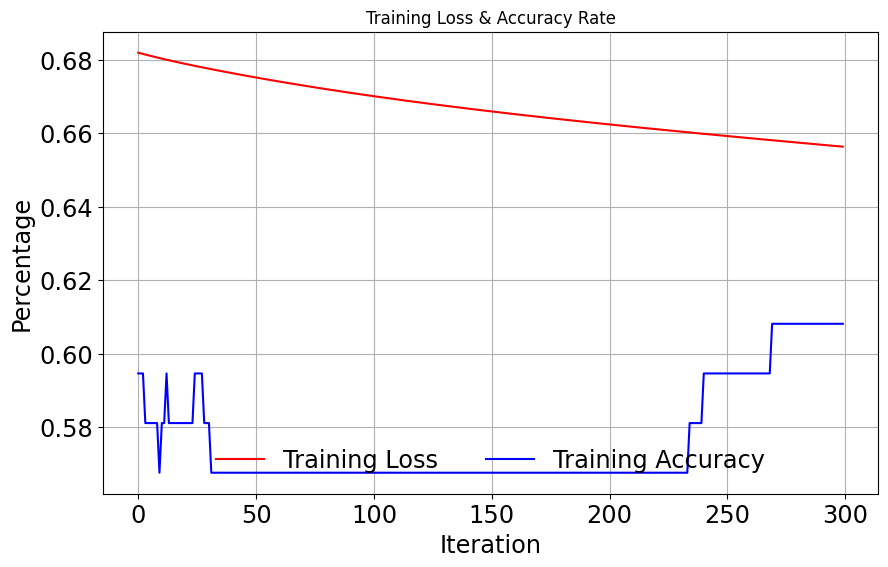 Training Loss & Accuracy Rate
0.68
0.66
0.64
0.62
0.60
0.58
Percentage
Training Loss
Training Accuracy
0
50
100
150
200
250
300
Iteration